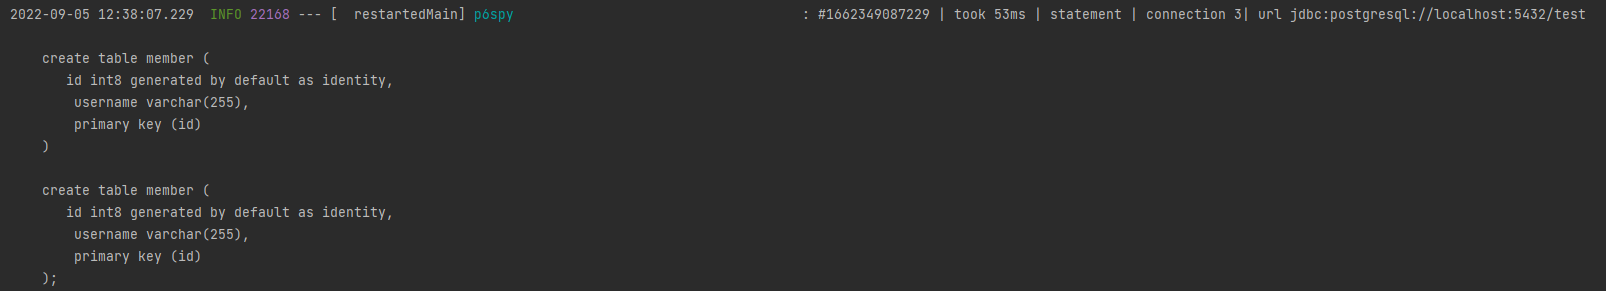 2022-09-05 12:38:07.229  INFO 22168 --- [  restartedMain] p6spy                                    : #1662349087229 | took 53ms | statement | connection 3| url jdbc:postgresql://localhost:5432/test
    create table member (
       id int8 generated by default as identity,
        username varchar(255),
        primary key (id)
    )
    create table member (
       id int8 generated by default as identity,
        username varchar(255),
        primary key (id)
    );